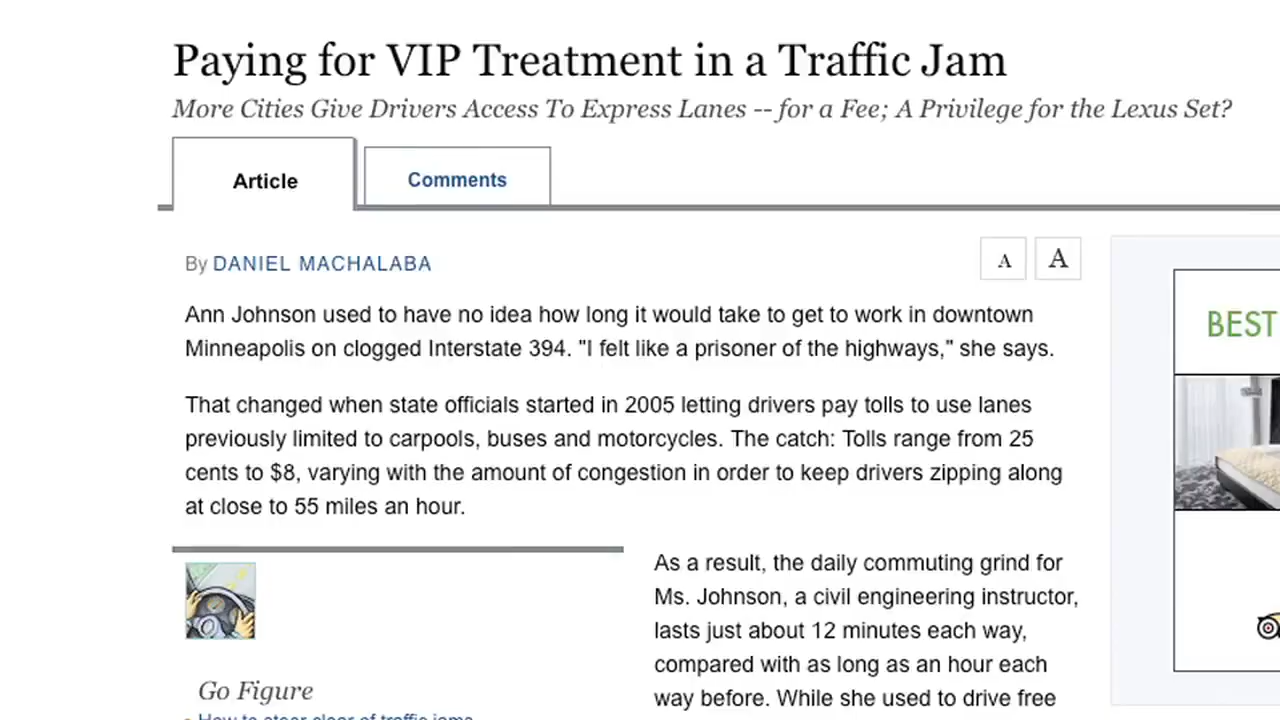 Paying for VIP Treatment in a Traffic Jam
More Cities Give Drivers Access To Express Lanes -- for a Fee; A Privilege for the Lexus Set?
Article
Comments
By DANIEL MACHALABA
A A
Ann Johnson used to have no idea how long it would take to get to work in downtown
Minneapolis on clogged Interstate 394. "I felt like a prisoner of the highways," she says.
That changed when state officials started in 2005 letting drivers pay tolls to use lanes
previously limited to carpools, buses and motorcycles. The catch: Tolls range from 25
cents to $8, varying with the amount of congestion in order to keep drivers zipping along
at close to 55 miles an hour.
As a result, the daily commuting grind for
Ms. Johnson, a civil engineering instructor,
lasts just about 12 minutes each way,
compared with as long as an hour each
way before. While she used to drive free
Go Figure
How to steer clear of traffic jams
BEST